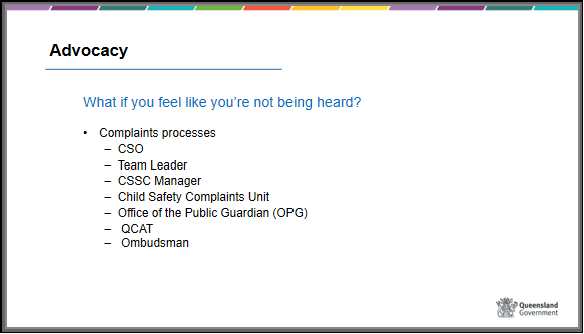 Advocacy
What if you feel like you're not being heard?
• Complaints processes
– CSO
– Team Leader
– CSSC Manager
– Child Safety Complaints Unit
– Office of the Public Guardian (OPG)
– QCAT
– Ombudsman
Queensland
Government